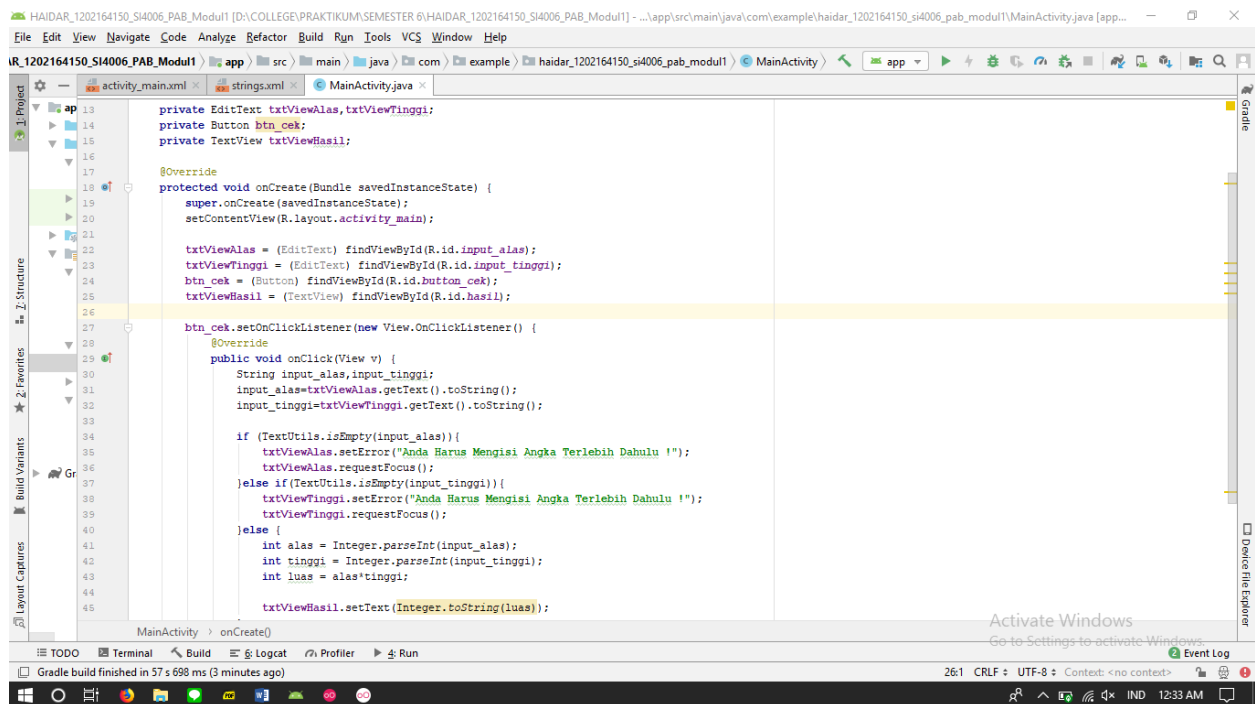 HAIDAR_1202164150_SI4006_PAB_Modul1 [D:\COLLEGE\PRAKTIKUM\SEMESTER 6\HAIDAR_1202164150_SI4006_PAB_Modul1] - ...\app\src\main\java\com\example\haidar_1202164150_si4006_pab_modul1\MainActivity.java [app...
File Edit View Navigate Code Analyze Refactor Build Run Tools VCS Window Help
AR_1202164150_SI4006_PAB_Modul1 app src main java com example haidar_1202164150_si4006_pab_modul1 MainActivity app
activity_main.xml strings.xml MainActivity.java
1: Project
ap
Gradle
13 private EditText txtViewAlas,txtViewTinggi;
14 private Button btn_cek;
15 private TextView txtViewHasil;
16
17 @Override
18 protected void onCreate(Bundle savedInstanceState) {
19 super.onCreate(savedInstanceState);
20 setContentView(R.layout.activity_main);
21
22 txtViewAlas = (EditText) findViewById(R.id.input_alas);
23 txtViewTinggi = (EditText) findViewById(R.id.input_tinggi);
24 btn_cek = (Button) findViewById(R.id.button_cek);
25 txtViewHasil = (TextView) findViewById(R.id.hasil);
26
27 btn_cek.setOnClickListener(new View.OnClickListener() {
28 @Override
29 public void onClick(View v) {
30 String input_alas,input_tinggi;
31 input_alas=txtViewAlas.getText().toString();
32 input_tinggi=txtViewTinggi.getText().toString();
33
34 if (TextUtils.isEmpty(input_alas)){
35 txtViewAlas.setError("Anda Harus Mengisi Angka Terlebih Dahulu !");
36 txtViewAlas.requestFocus();
37 }else if(TextUtils.isEmpty(input_tinggi)){
38 txtViewTinggi.setError("Anda Harus Mengisi Angka Terlebih Dahulu !");
39 txtViewTinggi.requestFocus();
40 }else {
41 int alas = Integer.parseInt(input_alas);
42 int tinggi = Integer.parseInt(input_tinggi);
43 int luas = alas*tinggi;
44
45 txtViewHasil.setText(Integer.toString(luas));
Z: Structure
2: Favorites
Build Variants
Gr
Layout Captures
Device File Explorer
MainActivity > onCreate()
Activate Windows
Go to Settings to activate Windows.
TODO Terminal Build 6: Logcat Profiler 4: Run 2 Event Log
Gradle build finished in 57 s 698 ms (3 minutes ago) 26:1 CRLF UTF-8 Context: <no context>
IND 12:33 AM